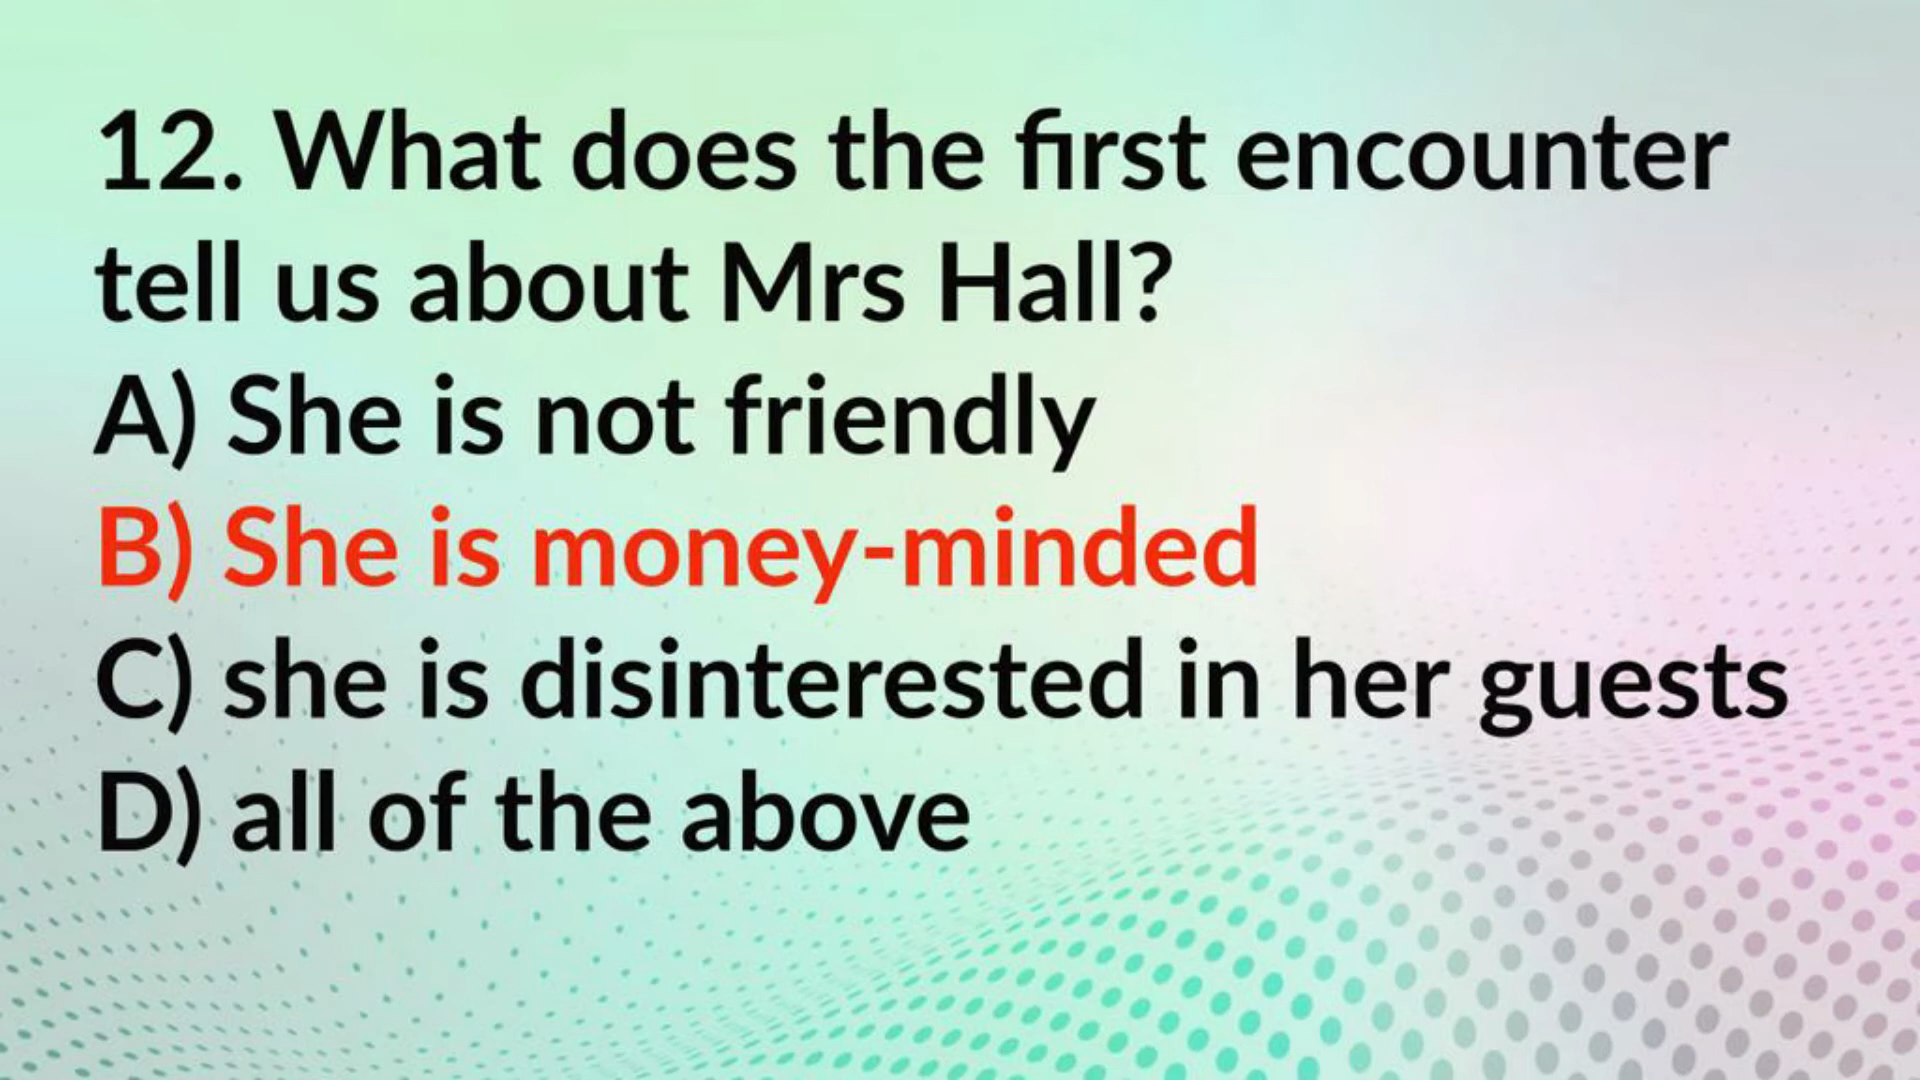 12. What does the first encounter
tell us about Mrs Hall?
A) She is not friendly
B) She is money-minded
C) she is disinterested in her guests
D) all of the above